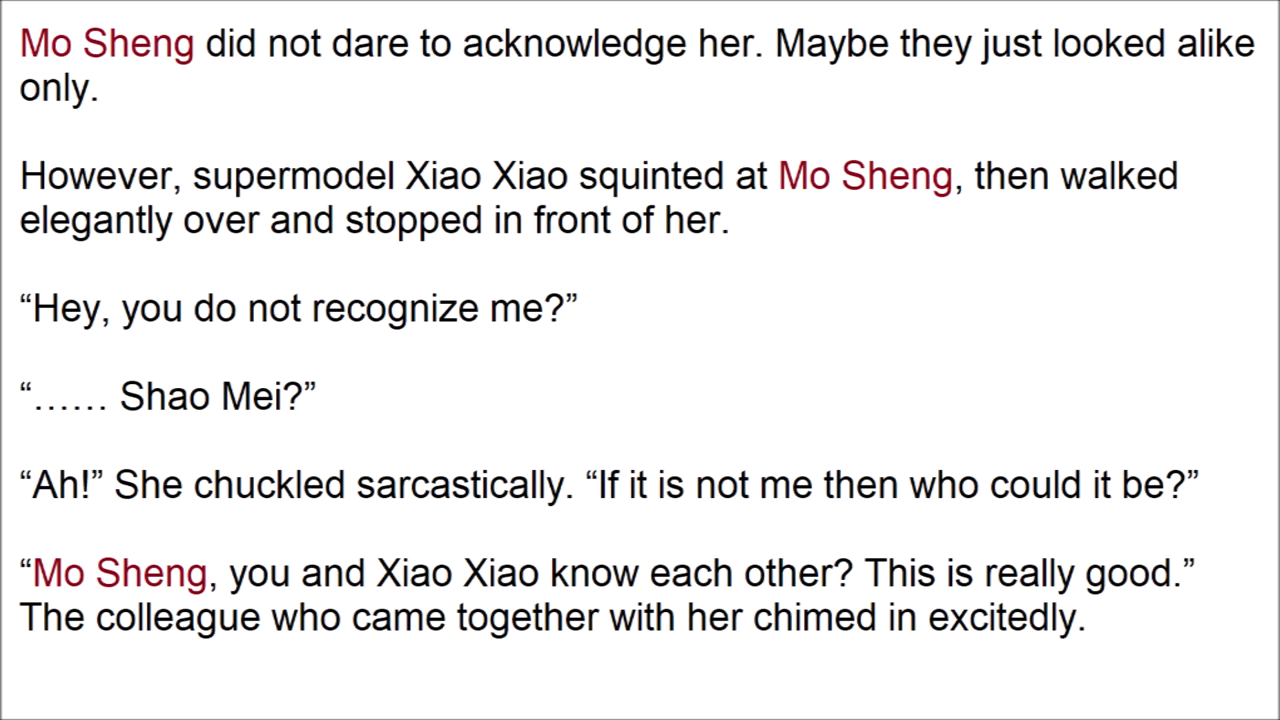 Mo Sheng did not dare to acknowledge her. Maybe they just looked alike
only.
However, supermodel Xiao Xiao squinted at Mo Sheng, then walked
elegantly over and stopped in front of her.
“Hey, you do not recognize me?”
“…… Shao Mei?”
“Ah!” She chuckled sarcastically. “If it is not me then who could it be?”
“Mo Sheng, you and Xiao Xiao know each other? This is really good.”
The colleague who came together with her chimed in excitedly.